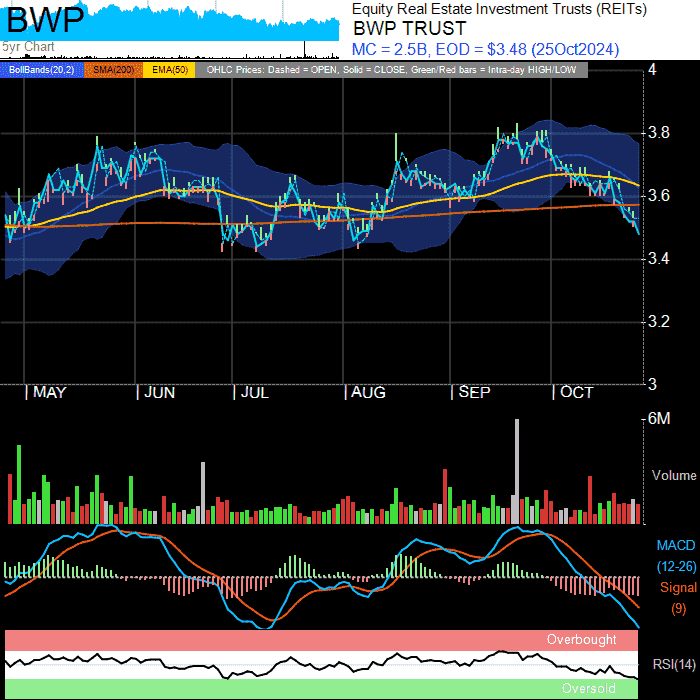 BWP
5yr Chart
Equity Real Estate Investment Trusts (REITs)
BWP TRUST
MC = 2.5B, EOD = $3.48 (25Oct2024)
BollBands(20,2) SMA(200) EMA(50) OHLC Prices: Dashed = OPEN, Solid = CLOSE, Green/Red bars = Intra-day HIGH/LOW
4
3.8
3.6
3.4
3.2
3
| MAY | JUN | JUL | AUG | SEP | OCT
6M
Volume
MACD
(12-26)
Signal
(9)
Overbought
RSI(14)
Oversold